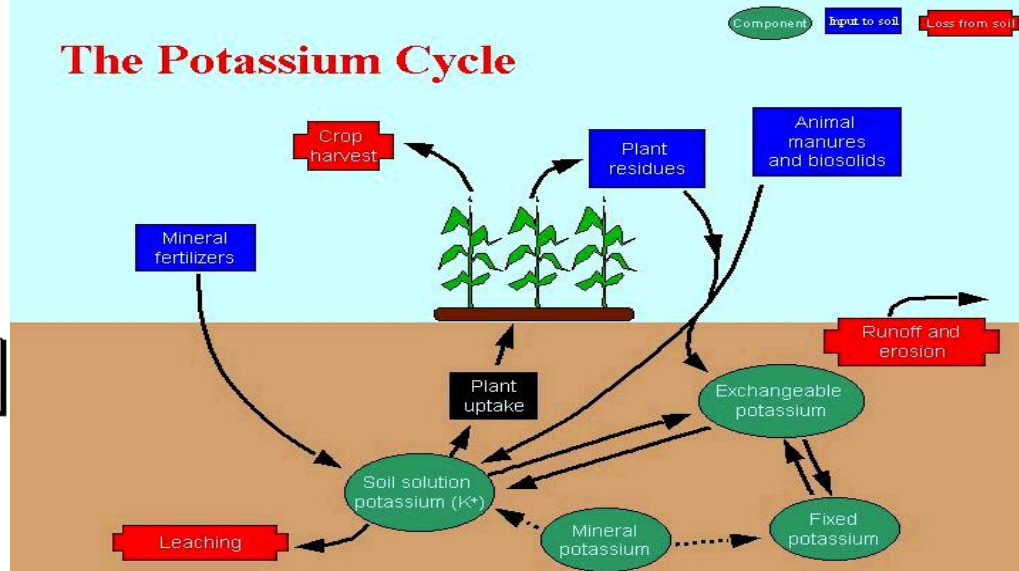 Component
Input to soil
Loss from soil
The Potassium Cycle
Crop
harvest
Plant
residues
Animal
manures
and biosolids
Mineral
fertilizers
Runoff and
erosion
Plant
uptake
Exchangeable
potassium
Soil solution
potassium (K⁺)
Leaching
Mineral
potassium
Fixed
potassium